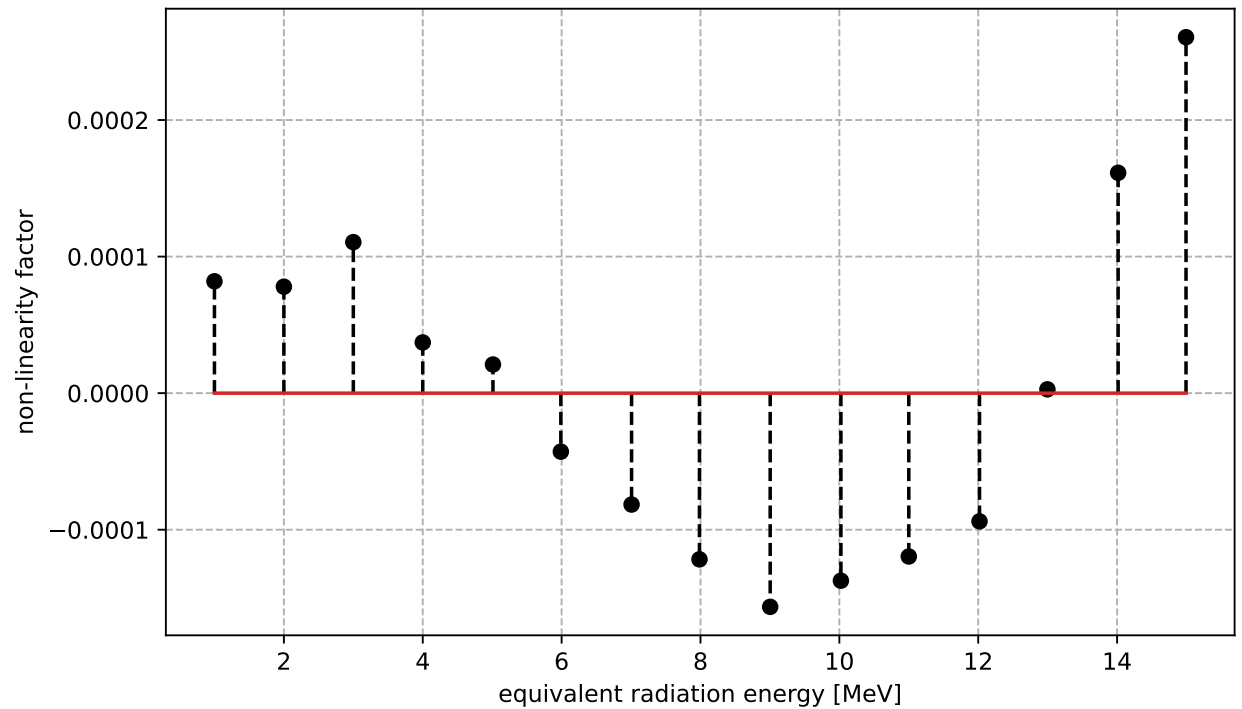 0.0002
0.0001
0.0000
−0.0001
non-linearity factor
2 4 6 8 10 12 14
equivalent radiation energy [MeV]